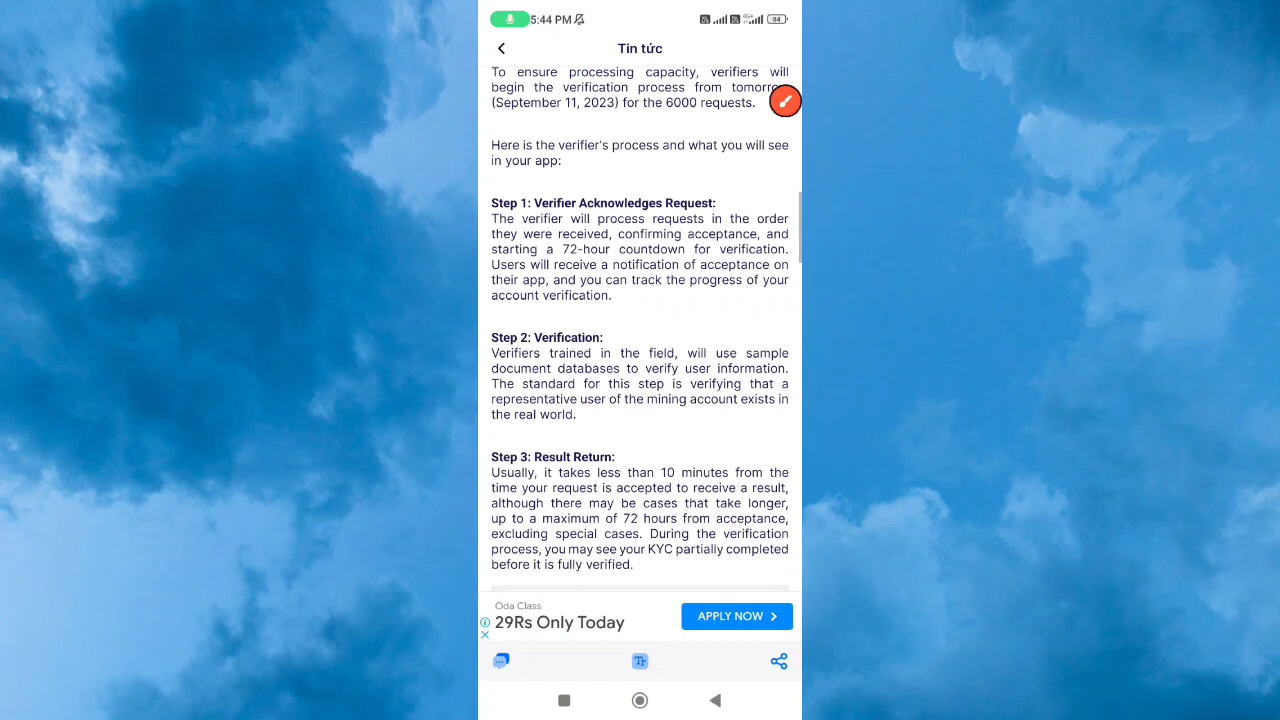 5:44 PM
4G+
84
Tin tức
To ensure processing capacity, verifiers will
begin the verification process from
(September 11, 2023) for the 6000 requests.
Here is the verifier's process and what you will see
in your app:
Step 1: Verifier Acknowledges Request:
The verifier will process requests in the order
they were received, confirming acceptance, and
starting a 72-hour countdown for verification.
Users will receive a notification of acceptance on
their app, and you can track the progress of your
account verification.
Step 2: Verification:
Verifiers trained in the field, will use sample
document databases to verify user information.
The standard for this step is verifying that a
representative user of the mining account exists in
the real world.
Step 3: Result Return:
Usually, it takes less than 10 minutes from the
time your request is accepted to receive a result,
although there may be cases that take longer,
up to a maximum of 72 hours from acceptance,
excluding special cases. During the verification
process, you may see your KYC partially completed
before it is fully verified.
Oda Class
29Rs Only Today
APPLY NOW
Tr